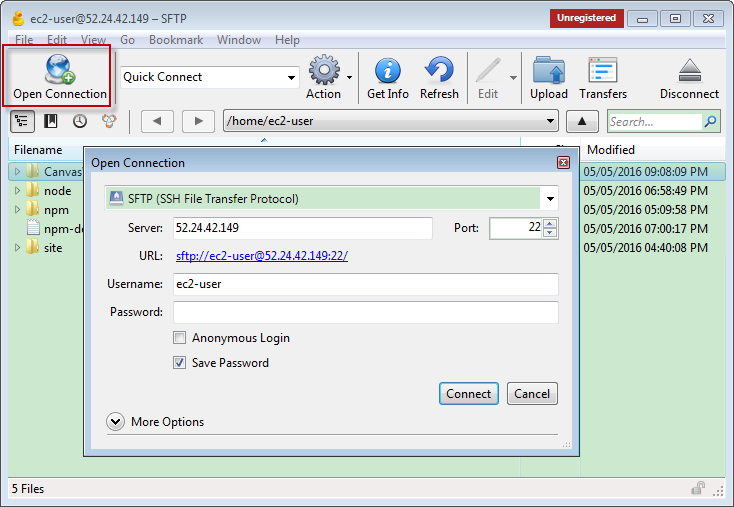 ec2-user@52.24.42.149 – SFTP
Unregistered
File Edit View Go Bookmark Window Help
Open Connection
Quick Connect
Action
Get Info
Refresh
Edit
Upload
Transfers
Disconnect
/home/ec2-user
Search...
Filename
Modified
Canvas
05/05/2016 09:08:09 PM
node
05/05/2016 06:58:49 PM
npm
05/05/2016 05:09:58 PM
05/05/2016 07:00:17 PM
site
05/05/2016 04:40:08 PM
Open Connection
SFTP (SSH File Transfer Protocol)
Server: 52.24.42.149 Port: 22
URL: sftp://ec2-user@52.24.42.149:22/
Username: ec2-user
Password:
Anonymous Login
Save Password
Connect Cancel
More Options
5 Files